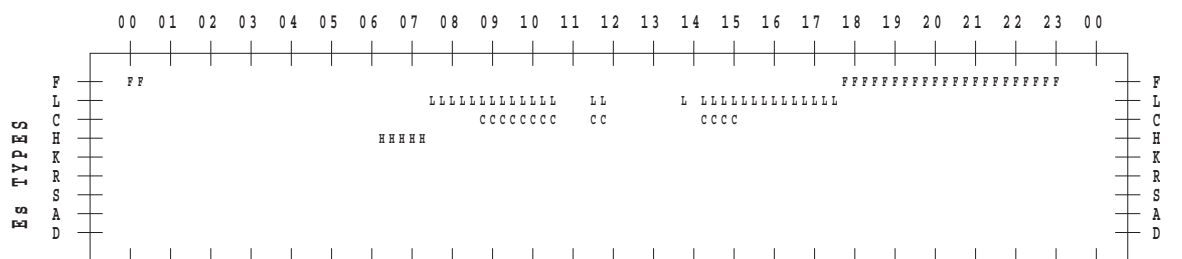 00 01 02 03 04 05 06 07 08 09 10 11 12 13 14 15 16 17 18 19 20 21 22 23 00
F FF FFFFFFFFFFFFFFFFFFFFFF F
L LLLLLLLLLLLLL LL L LLLLLLLLLLLLLL L
C CCCCCCCC CC CCCC C
H HHHHH H
K K
R R
S S
A A
D D
Es TYPES